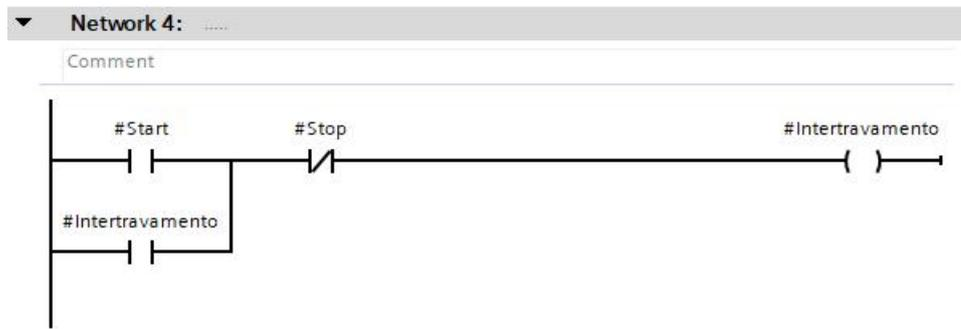 Network 4: .....
Comment
#Start
#Stop
#Intertravamento
#Intertravamento